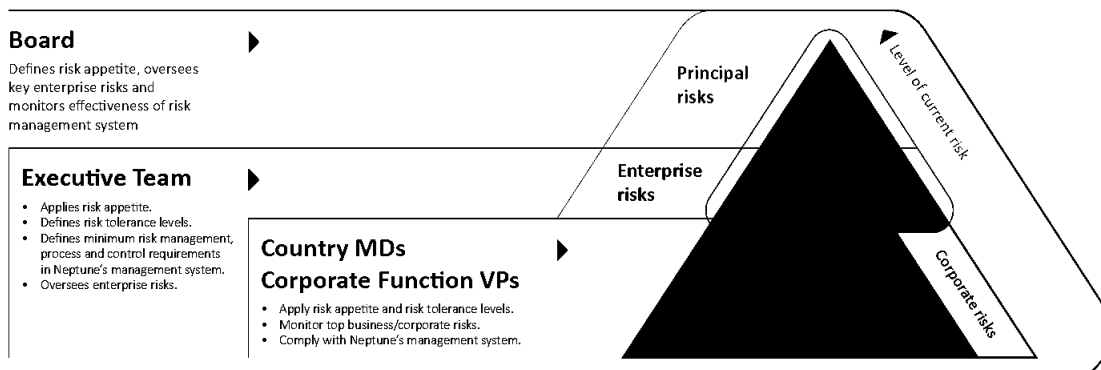 Board
Defines risk appetite, oversees
key enterprise risks and
monitors effectiveness of risk
management system
Executive Team
• Applies risk appetite.
• Defines risk tolerance levels.
• Defines minimum risk management,
process and control requirements
in Neptune's management system.
• Oversees enterprise risks.
Country MDs
Corporate Function VPs
• Apply risk appetite and risk tolerance levels.
• Monitor top business/corporate risks.
• Comply with Neptune's management system.
Principal
risks
Enterprise
risks
Level of current risk
Corporate risks